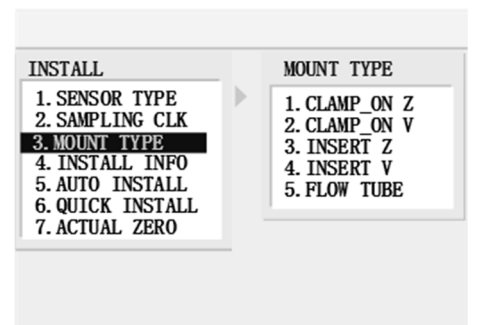 INSTALL
1. SENSOR TYPE
2. SAMPLING CLK
3. MOUNT TYPE
4. INSTALL INFO
5. AUTO INSTALL
6. QUICK INSTALL
7. ACTUAL ZERO
MOUNT TYPE
1. CLAMP_ON Z
2. CLAMP_ON V
3. INSERT Z
4. INSERT V
5. FLOW TUBE